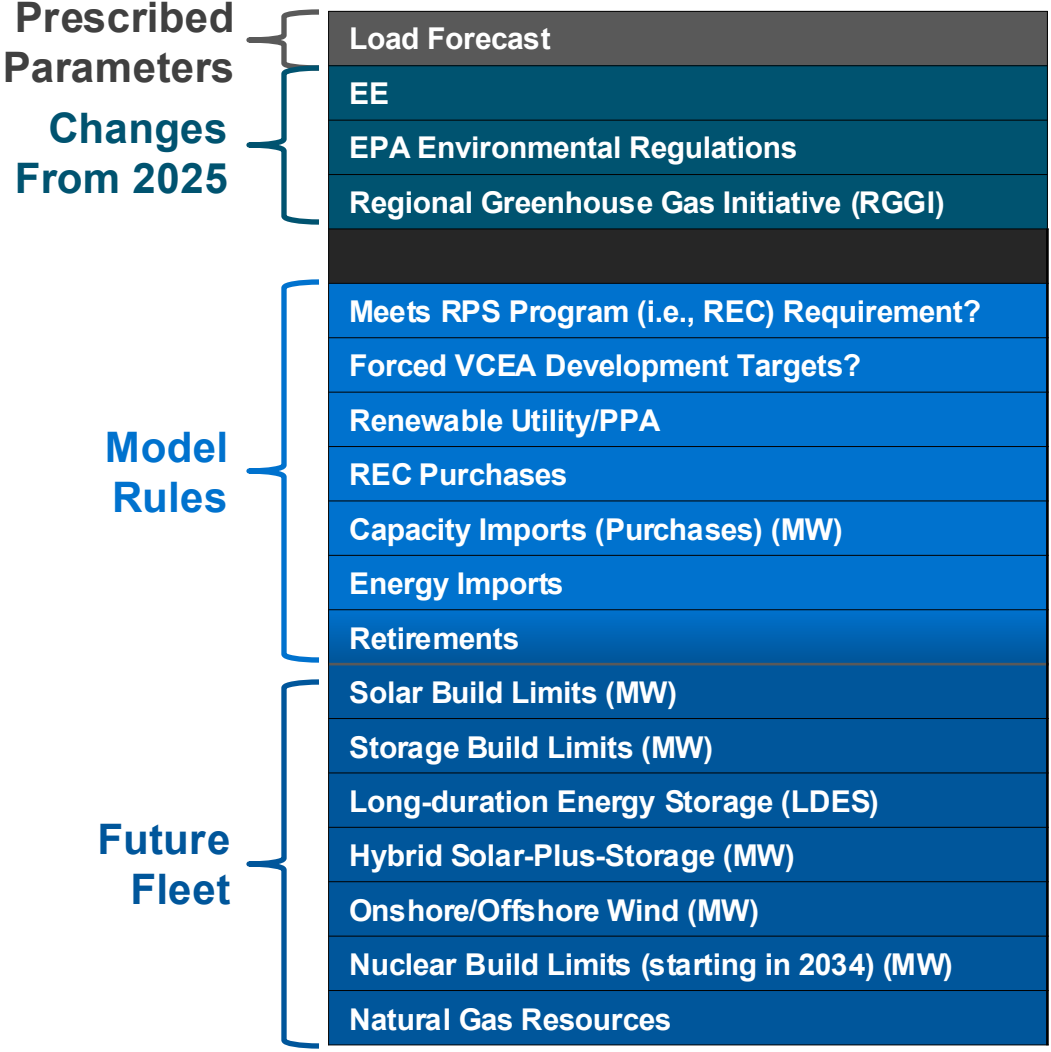 Prescribed
Parameters
Load Forecast
Changes
From 2025
EE
EPA Environmental Regulations
Regional Greenhouse Gas Initiative (RGGI)
Model
Rules
Meets RPS Program (i.e., REC) Requirement?
Forced VCEA Development Targets?
Renewable Utility/PPA
REC Purchases
Capacity Imports (Purchases) (MW)
Energy Imports
Retirements
Future
Fleet
Solar Build Limits (MW)
Storage Build Limits (MW)
Long-duration Energy Storage (LDES)
Hybrid Solar-Plus-Storage (MW)
Onshore/Offshore Wind (MW)
Nuclear Build Limits (starting in 2034) (MW)
Natural Gas Resources